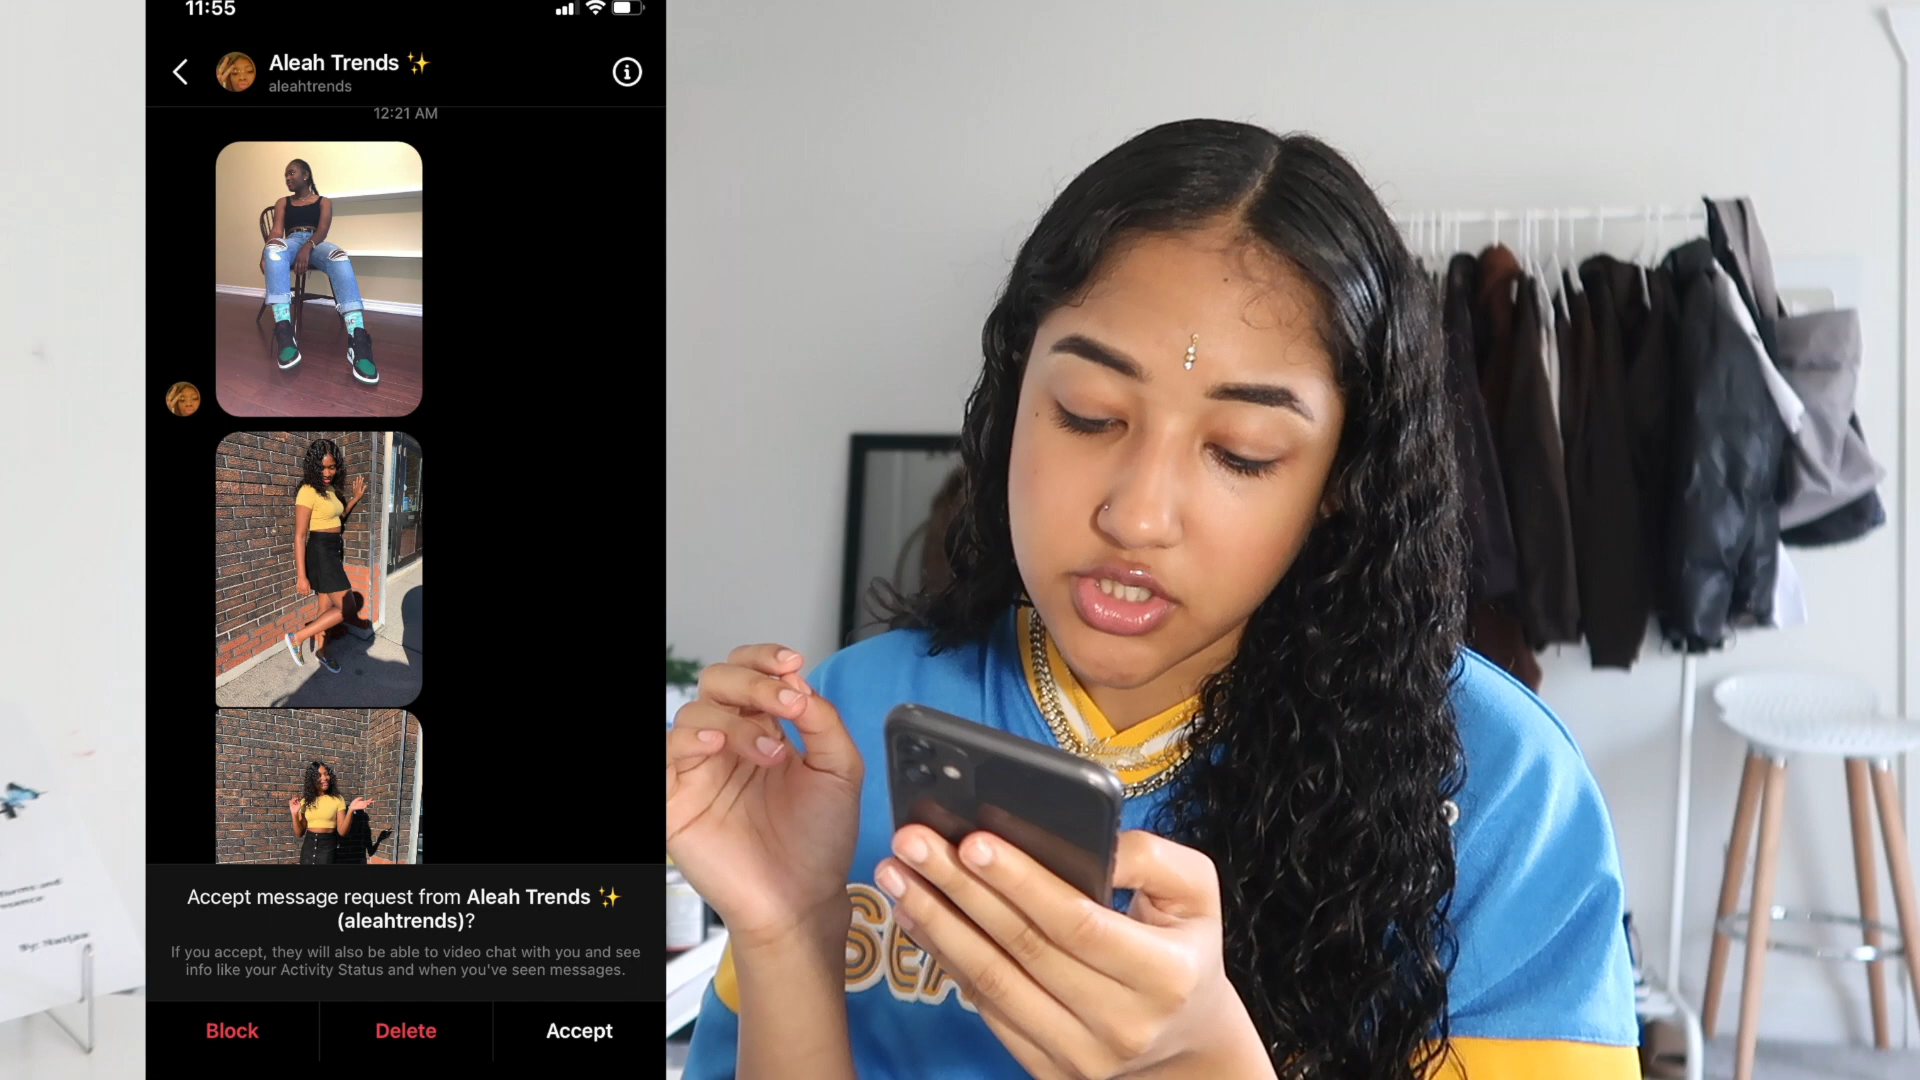 11:55
Aleah Trends ✨
aleahtrends
12:21 AM
Accept message request from Aleah Trends ✨
(aleahtrends)?
If you accept, they will also be able to video chat with you and see
info like your Activity Status and when you've seen messages.
Block
Delete
Accept
By: